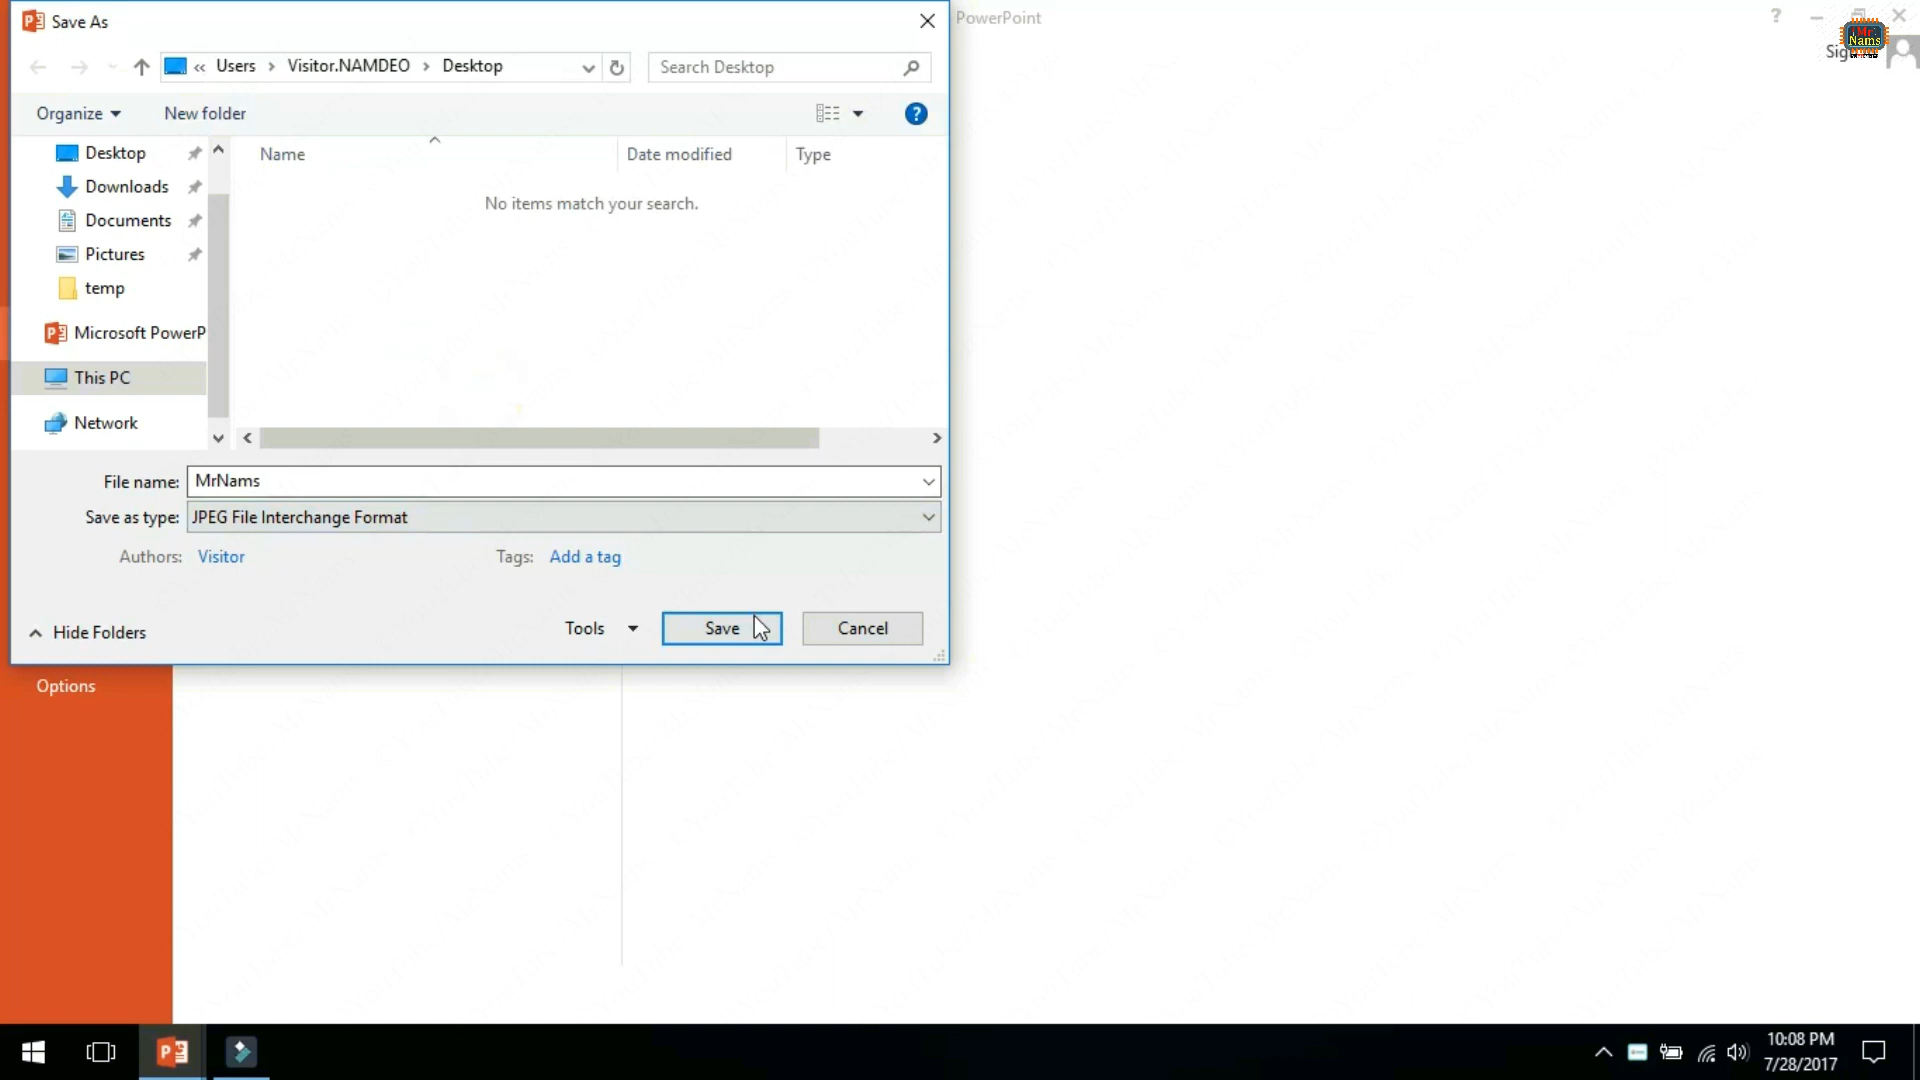 Save As
PowerPoint
?
Mr.
Nams
Sig
« Users > Visitor.NAMDEO > Desktop
Search Desktop
Organize
New folder
?
Name
Date modified
Type
No items match your search.
Desktop
Downloads
Documents
Pictures
temp
Microsoft PowerP
This PC
Network
File name: MrNams
Save as type: JPEG File Interchange Format
Authors: Visitor
Tags: Add a tag
Hide Folders
Tools
Save
Cancel
Options
10:08 PM
7/28/2017